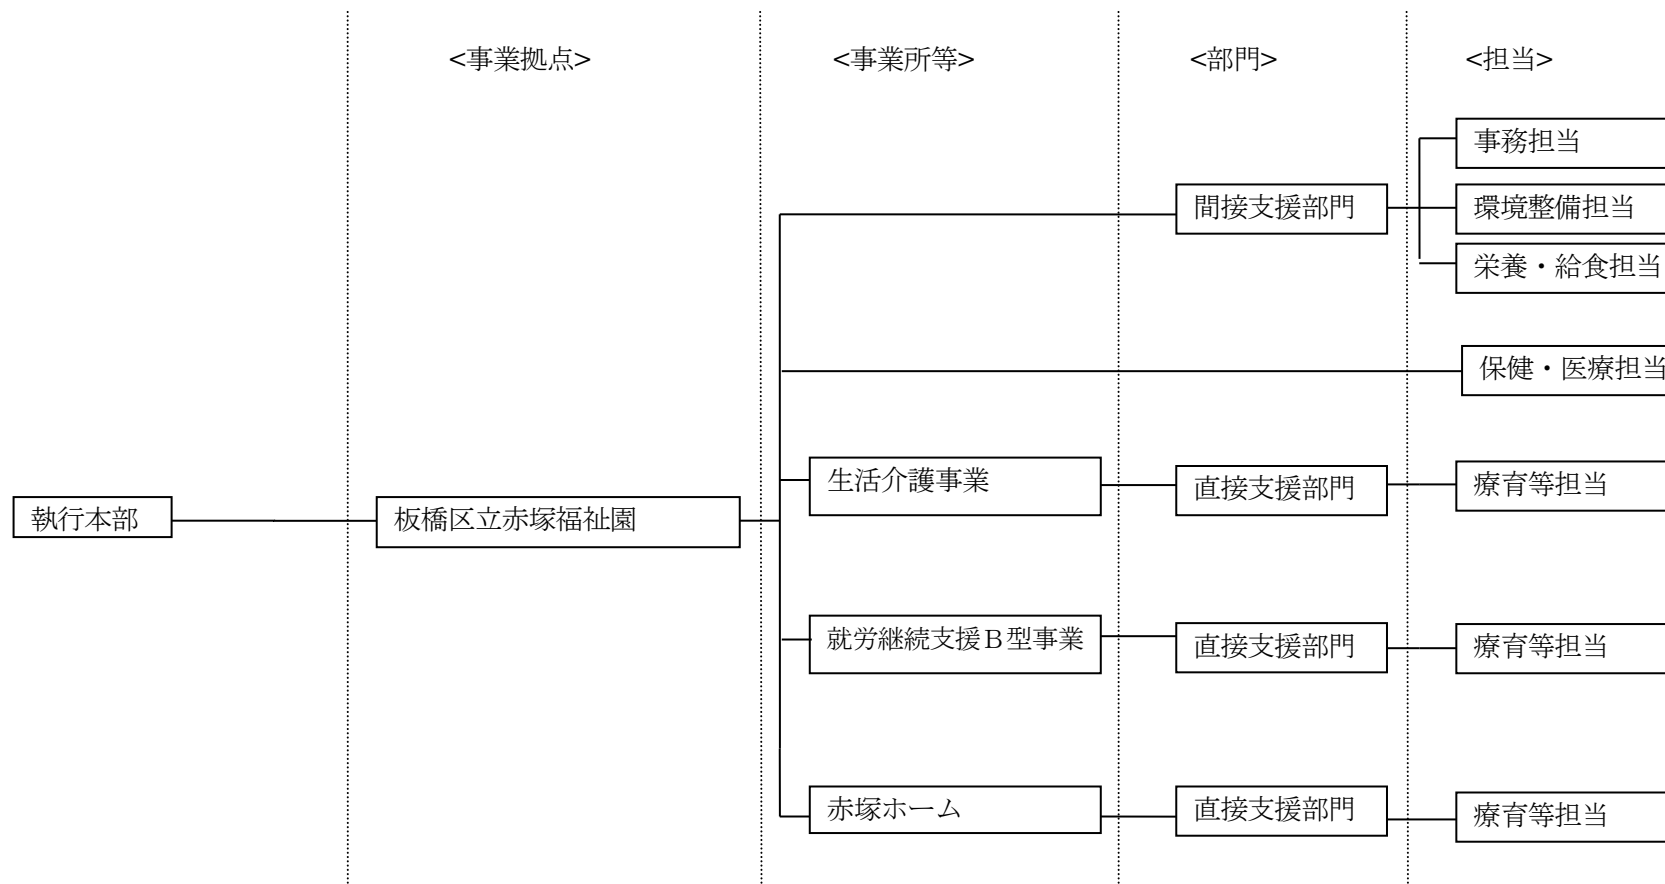 <事業拠点>
<事業所等>
<部門>
<担当>
事務担当
間接支援部門
環境整備担当
栄養・給食担当
保健・医療担当
生活介護事業
直接支援部門
療育等担当
執行本部
板橋区立赤塚福祉園
就労継続支援Ｂ型事業
直接支援部門
療育等担当
赤塚ホーム
直接支援部門
療育等担当